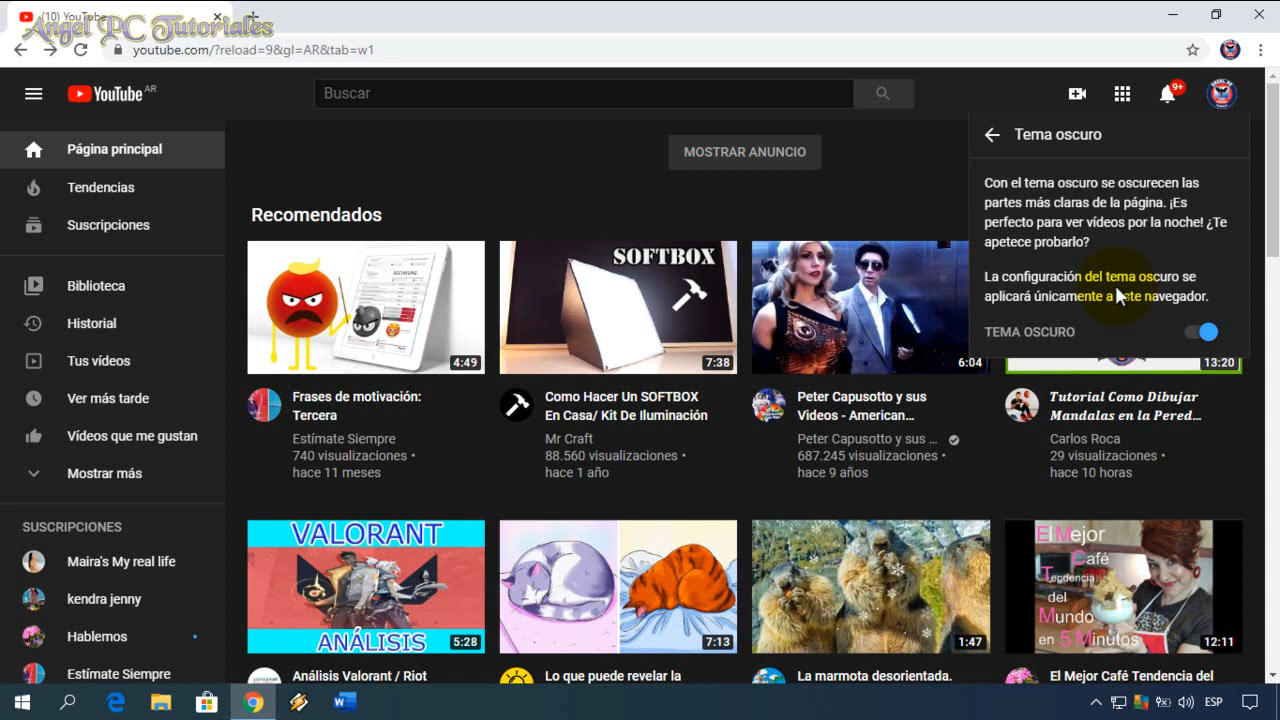 (10) YouTube
Angel PC Tutoriales
youtube.com/?reload=9&gl=AR&tab=w1
YouTube AR
Buscar
9+
Página principal
Tendencias
Suscripciones
Biblioteca
Historial
Tus vídeos
Ver más tarde
Vídeos que me gustan
Mostrar más
SUSCRIPCIONES
Maira's My real life
kendra jenny
Hablemos
Estímate Siempre
MOSTRAR ANUNCIO
Tema oscuro
Con el tema oscuro se oscurecen las
partes más claras de la página. ¡Es
perfecto para ver vídeos por la noche! ¿Te
apetece probarlo?
La configuración del tema oscuro se
aplicará únicamente a este navegador.
TEMA OSCURO
Recomendados
4:49
Frases de motivación:
Tercera
Estímate Siempre
740 visualizaciones •
hace 11 meses
SOFTBOX
7:38
Como Hacer Un SOFTBOX
En Casa/ Kit De Iluminación
Mr Craft
88.560 visualizaciones •
hace 1 año
6:04
Peter Capusotto y sus
Videos - American...
Peter Capusotto y sus ...
687.245 visualizaciones •
hace 9 años
13:20
Tutorial Como Dibujar
Mandalas en la Pered...
Carlos Roca
29 visualizaciones •
hace 10 horas
VALORANT
ANÁLISIS
5:28
Análisis Valorant / Riot
7:13
Lo que puede revelar la
1:47
La marmota desorientada.
El Mejor
Café
Tendencia
del
Mundo
en 5 Minutos
12:11
El Mejor Café Tendencia del
ESP